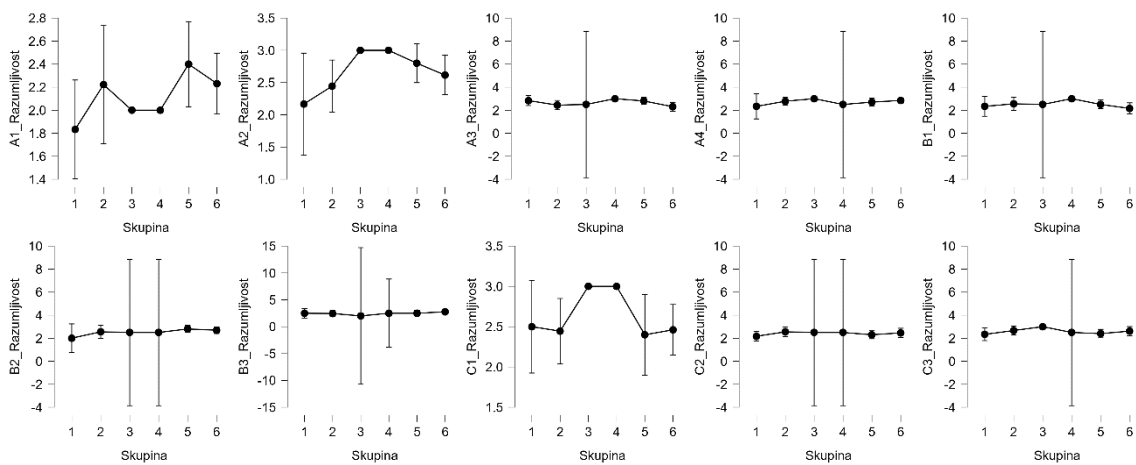 A1_Razumljivost
2.8
2.6
2.4
2.2
2.0
1.8
1.6
1.4
1 2 3 4 5 6
Skupina
A2_Razumljivost
3.5
3.0
2.5
2.0
1.5
1.0
1 2 3 4 5 6
Skupina
A3_Razumljivost
10
8
6
4
2
0
-2
-4
1 2 3 4 5 6
Skupina
A4_Razumljivost
10
8
6
4
2
0
-2
-4
1 2 3 4 5 6
Skupina
B1_Razumljivost
10
8
6
4
2
0
-2
-4
1 2 3 4 5 6
Skupina
B2_Razumljivost
10
8
6
4
2
0
-2
-4
1 2 3 4 5 6
Skupina
B3_Razumljivost
15
10
5
0
-5
-10
-15
1 2 3 4 5 6
Skupina
C1_Razumljivost
3.5
3.0
2.5
2.0
1.5
1 2 3 4 5 6
Skupina
C2_Razumljivost
10
8
6
4
2
0
-2
-4
1 2 3 4 5 6
Skupina
C3_Razumljivost
10
8
6
4
2
0
-2
-4
1 2 3 4 5 6
Skupina